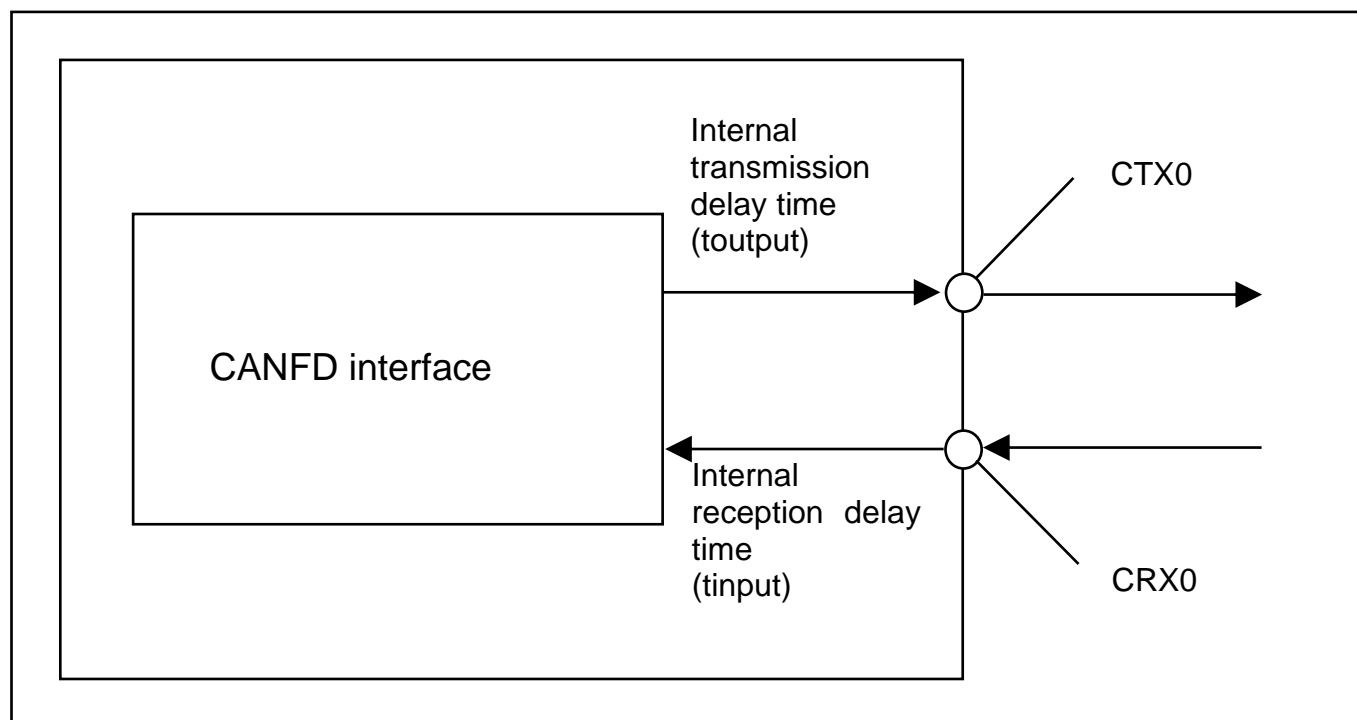 Internal
transmission
delay time
(toutput)
CTX0
CANFD interface
Internal
reception delay
time
(tinput)
CRX0